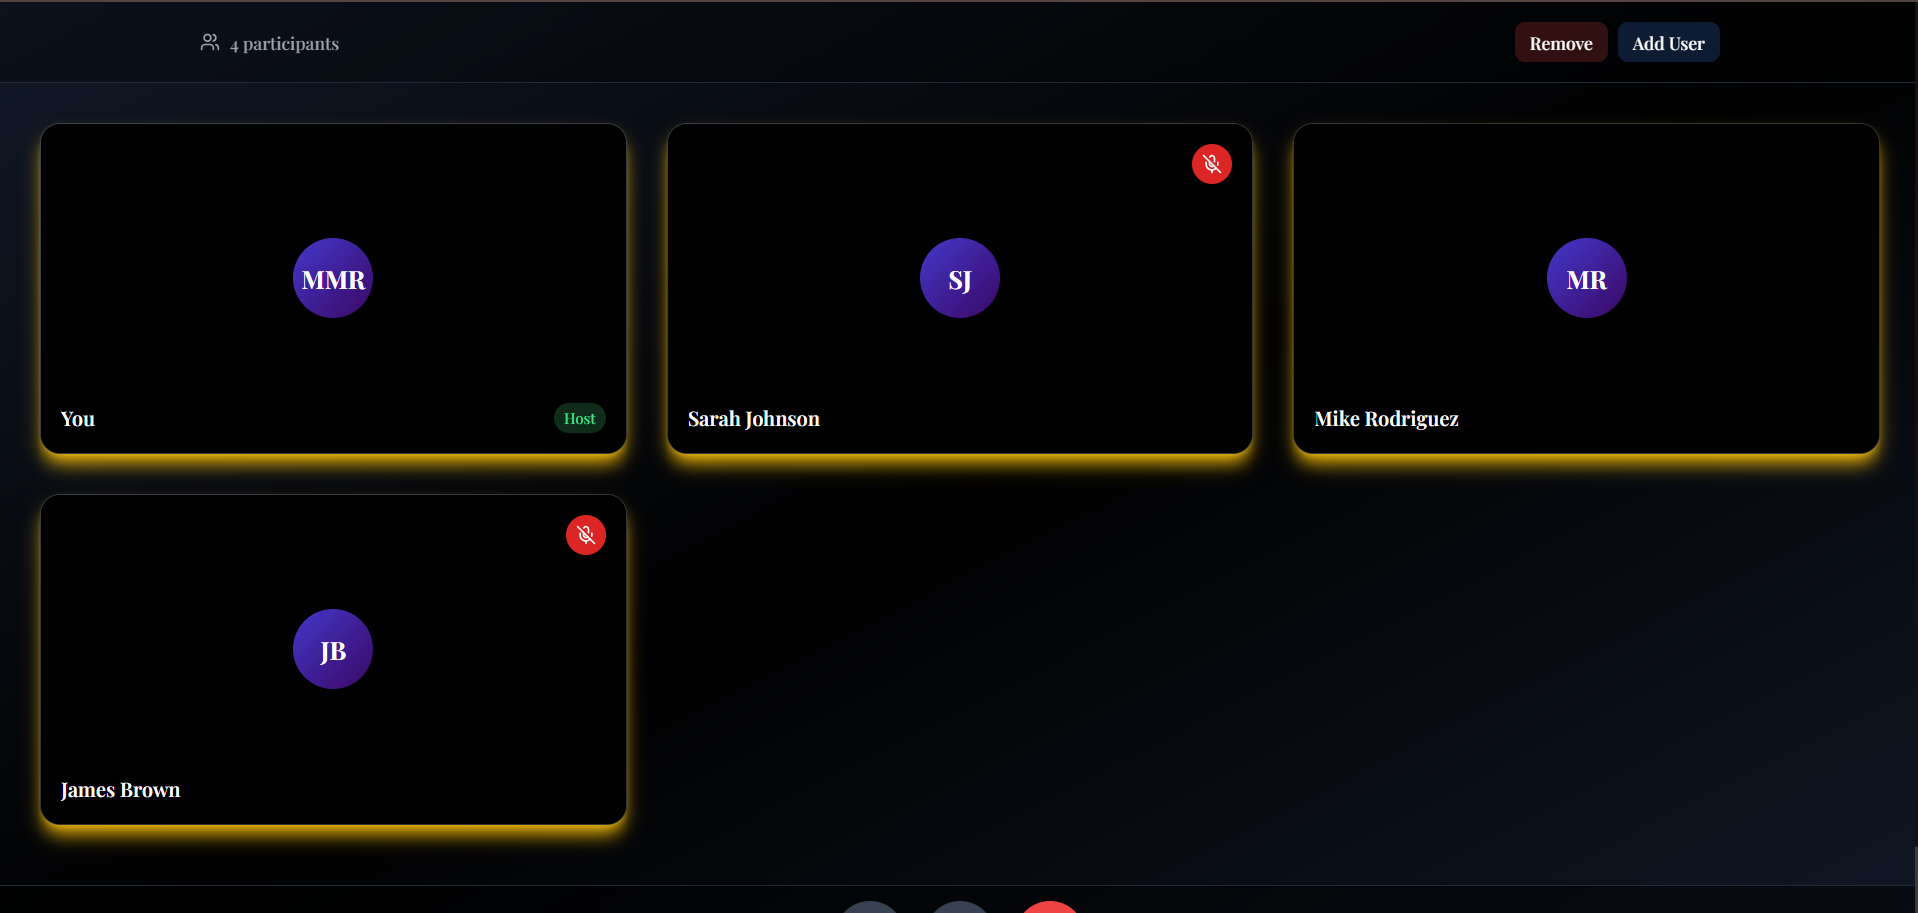 4 participants
Remove
Add User
MMR
You
Host
SJ
Sarah Johnson
MR
Mike Rodriguez
JB
James Brown